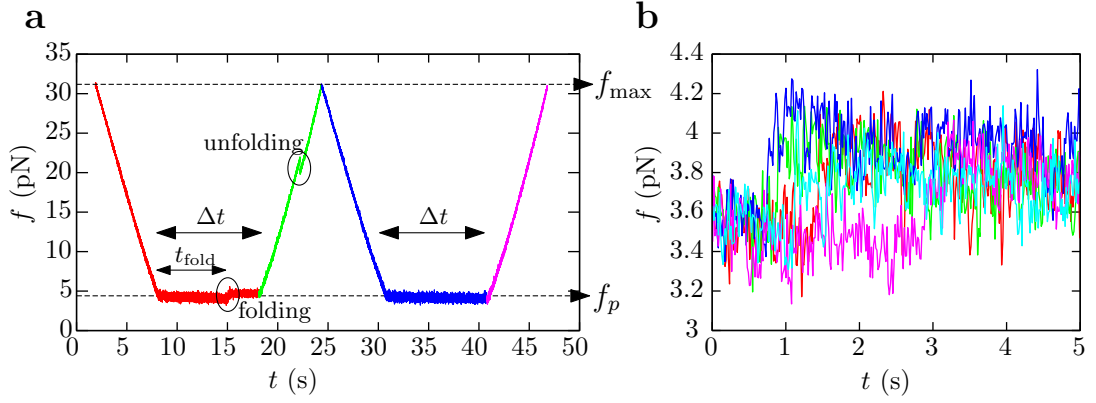 a
f (pN)
35
30
25
20
15
10
5
0
0 5 10 15 20 25 30 35 40 45 50
t (s)
unfolding
Δt
Δt
t_fold
folding
f_max
f_p
b
f (pN)
4.4
4.2
4
3.8
3.6
3.4
3.2
3
0 1 2 3 4 5
t (s)